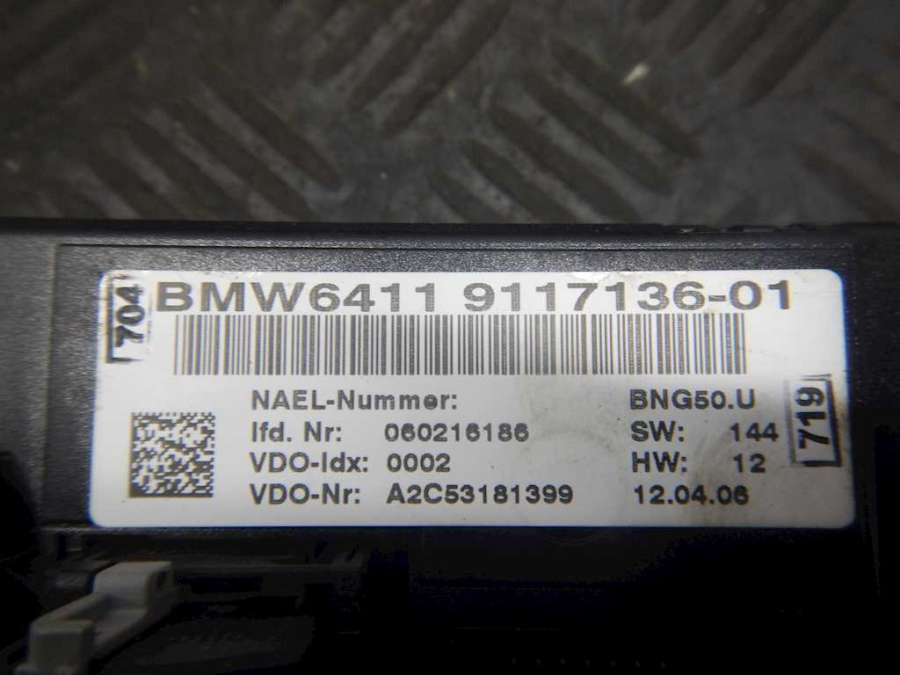 704
BMW6411 9117136-01
NAEL-Nummer: BNG50.U
lfd. Nr: 060216186 SW: 144
VDO-Idx: 0002 HW: 12
VDO-Nr: A2C53181399 12.04.06
719